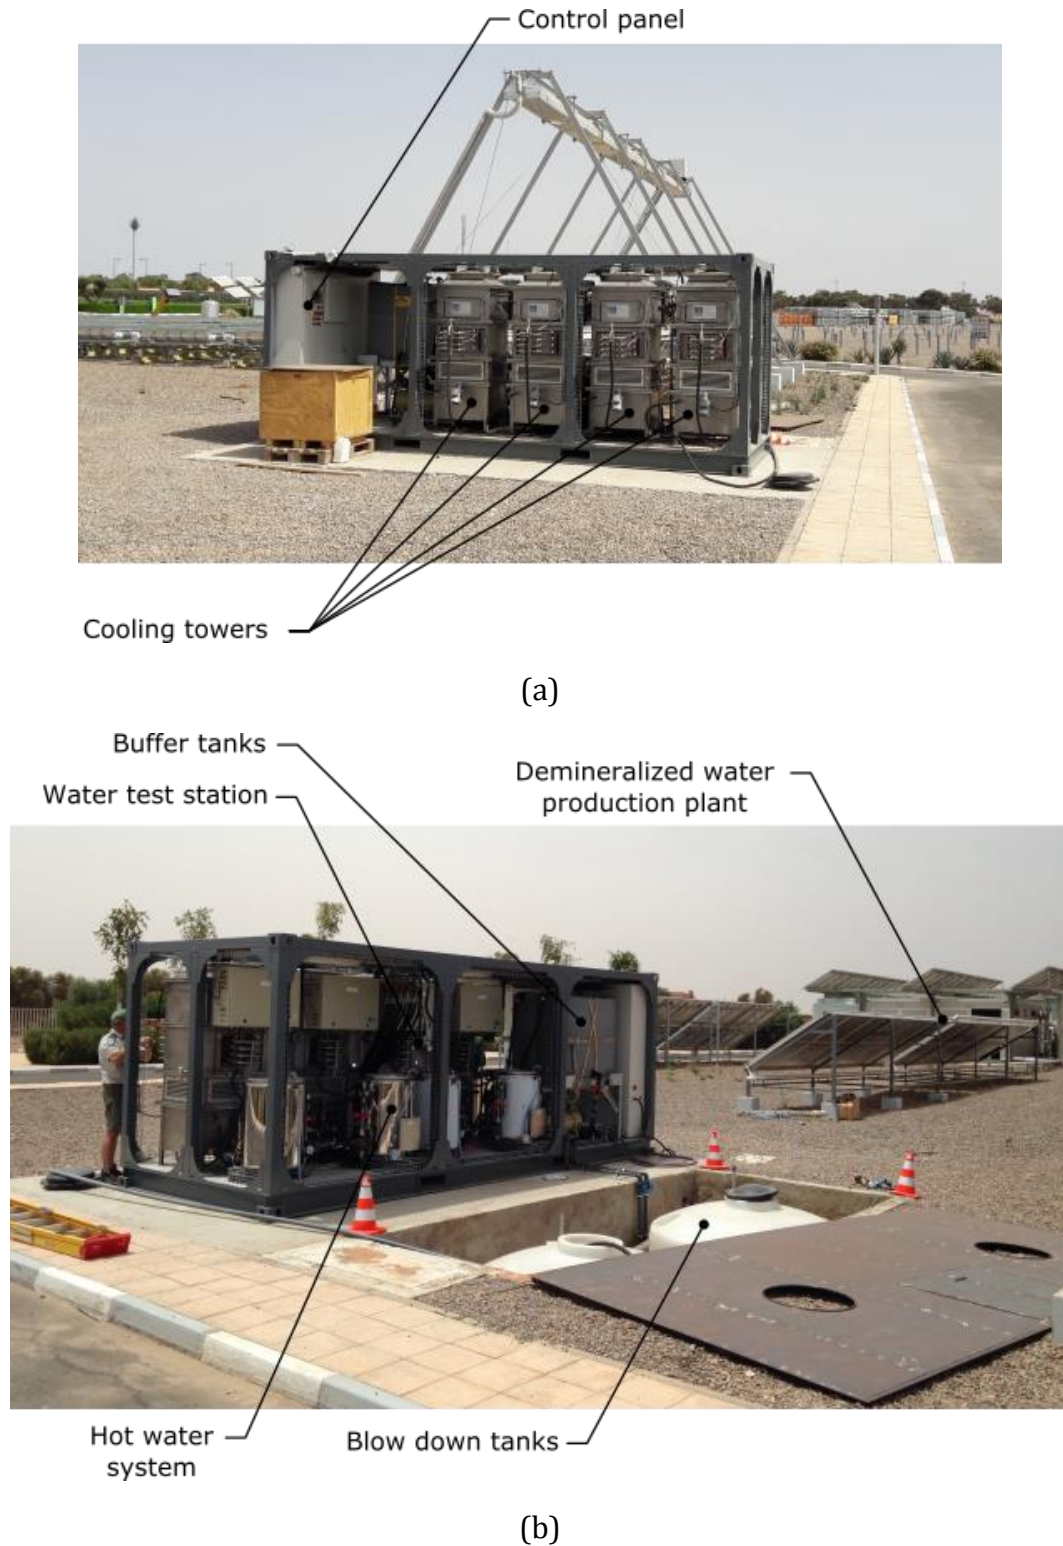 Control panel
Cooling towers
(a)
Buffer tanks
Water test station
Demineralized water
production plant
Hot water
system
Blow down tanks
(b)